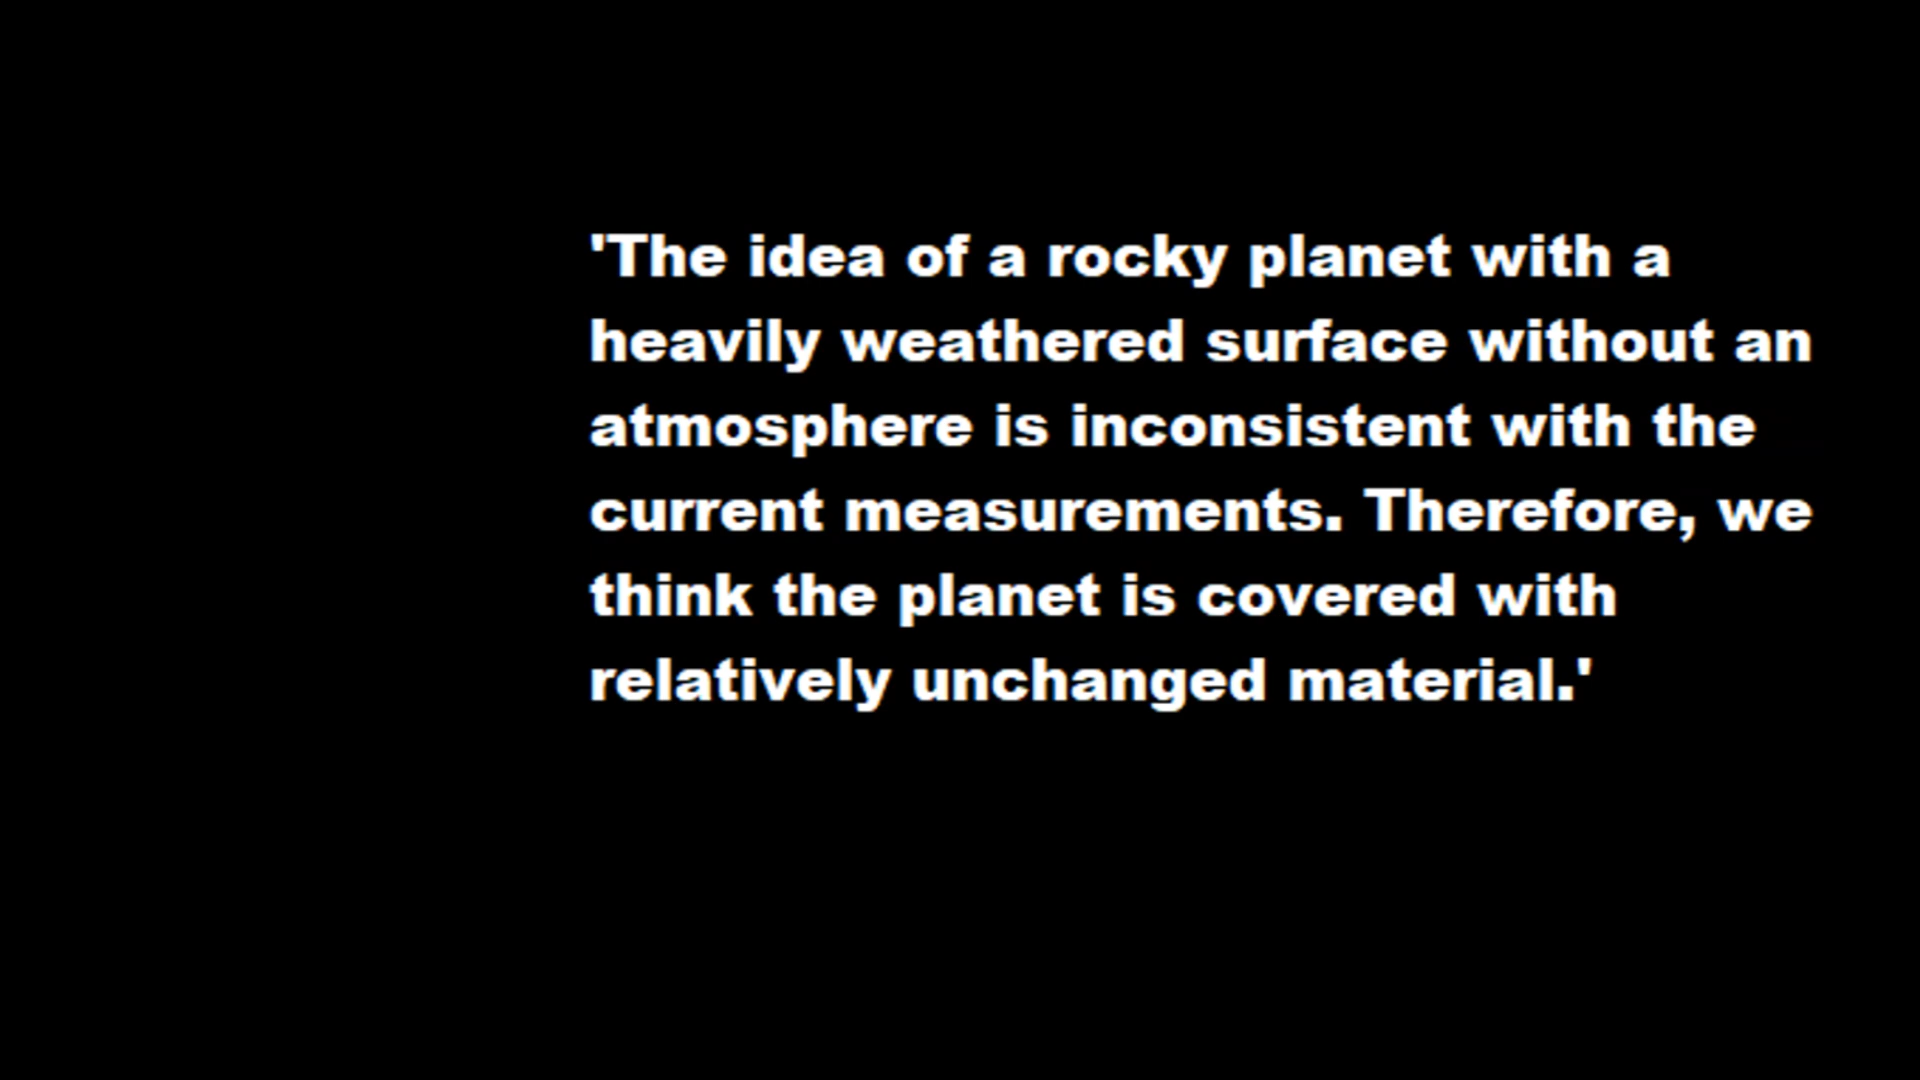 'The idea of a rocky planet with a
heavily weathered surface without an
atmosphere is inconsistent with the
current measurements. Therefore, we
think the planet is covered with
relatively unchanged material.'